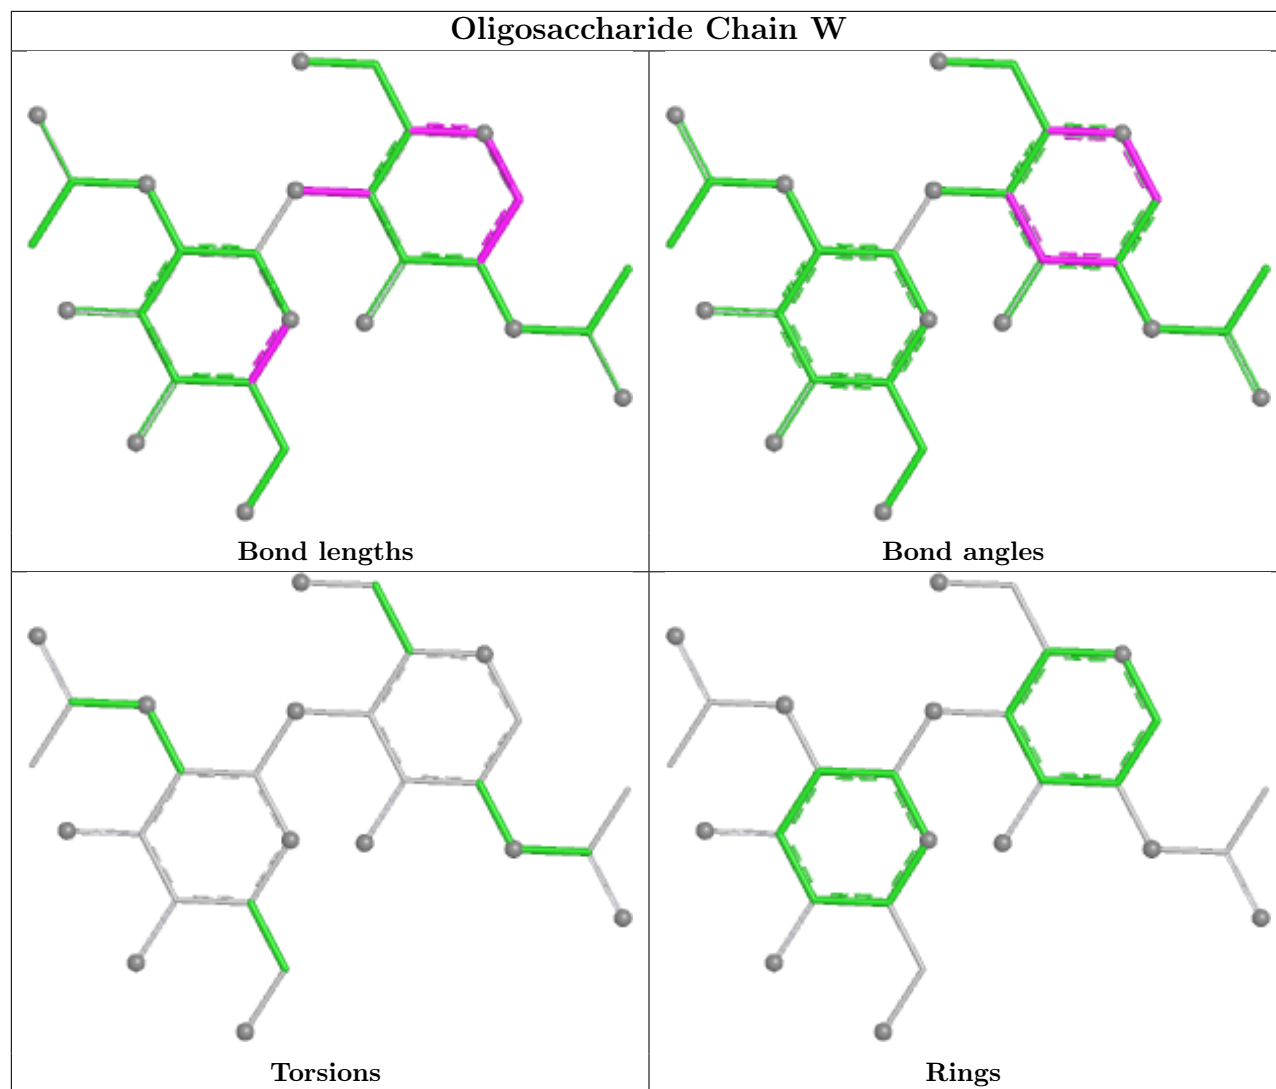 Oligosaccharide Chain W
Bond lengths
Bond angles
Torsions
Rings